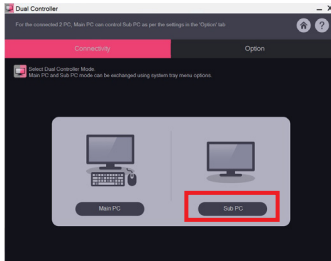 Dual Controller
For the connected 2 PC, Main PC can control Sub PC as per the settings in the 'Option' tab
Connectivity
Option
Select Dual Controller Mode.
Main PC and Sub PC mode can be exchanged using system tray menu options.
Main PC
Sub PC